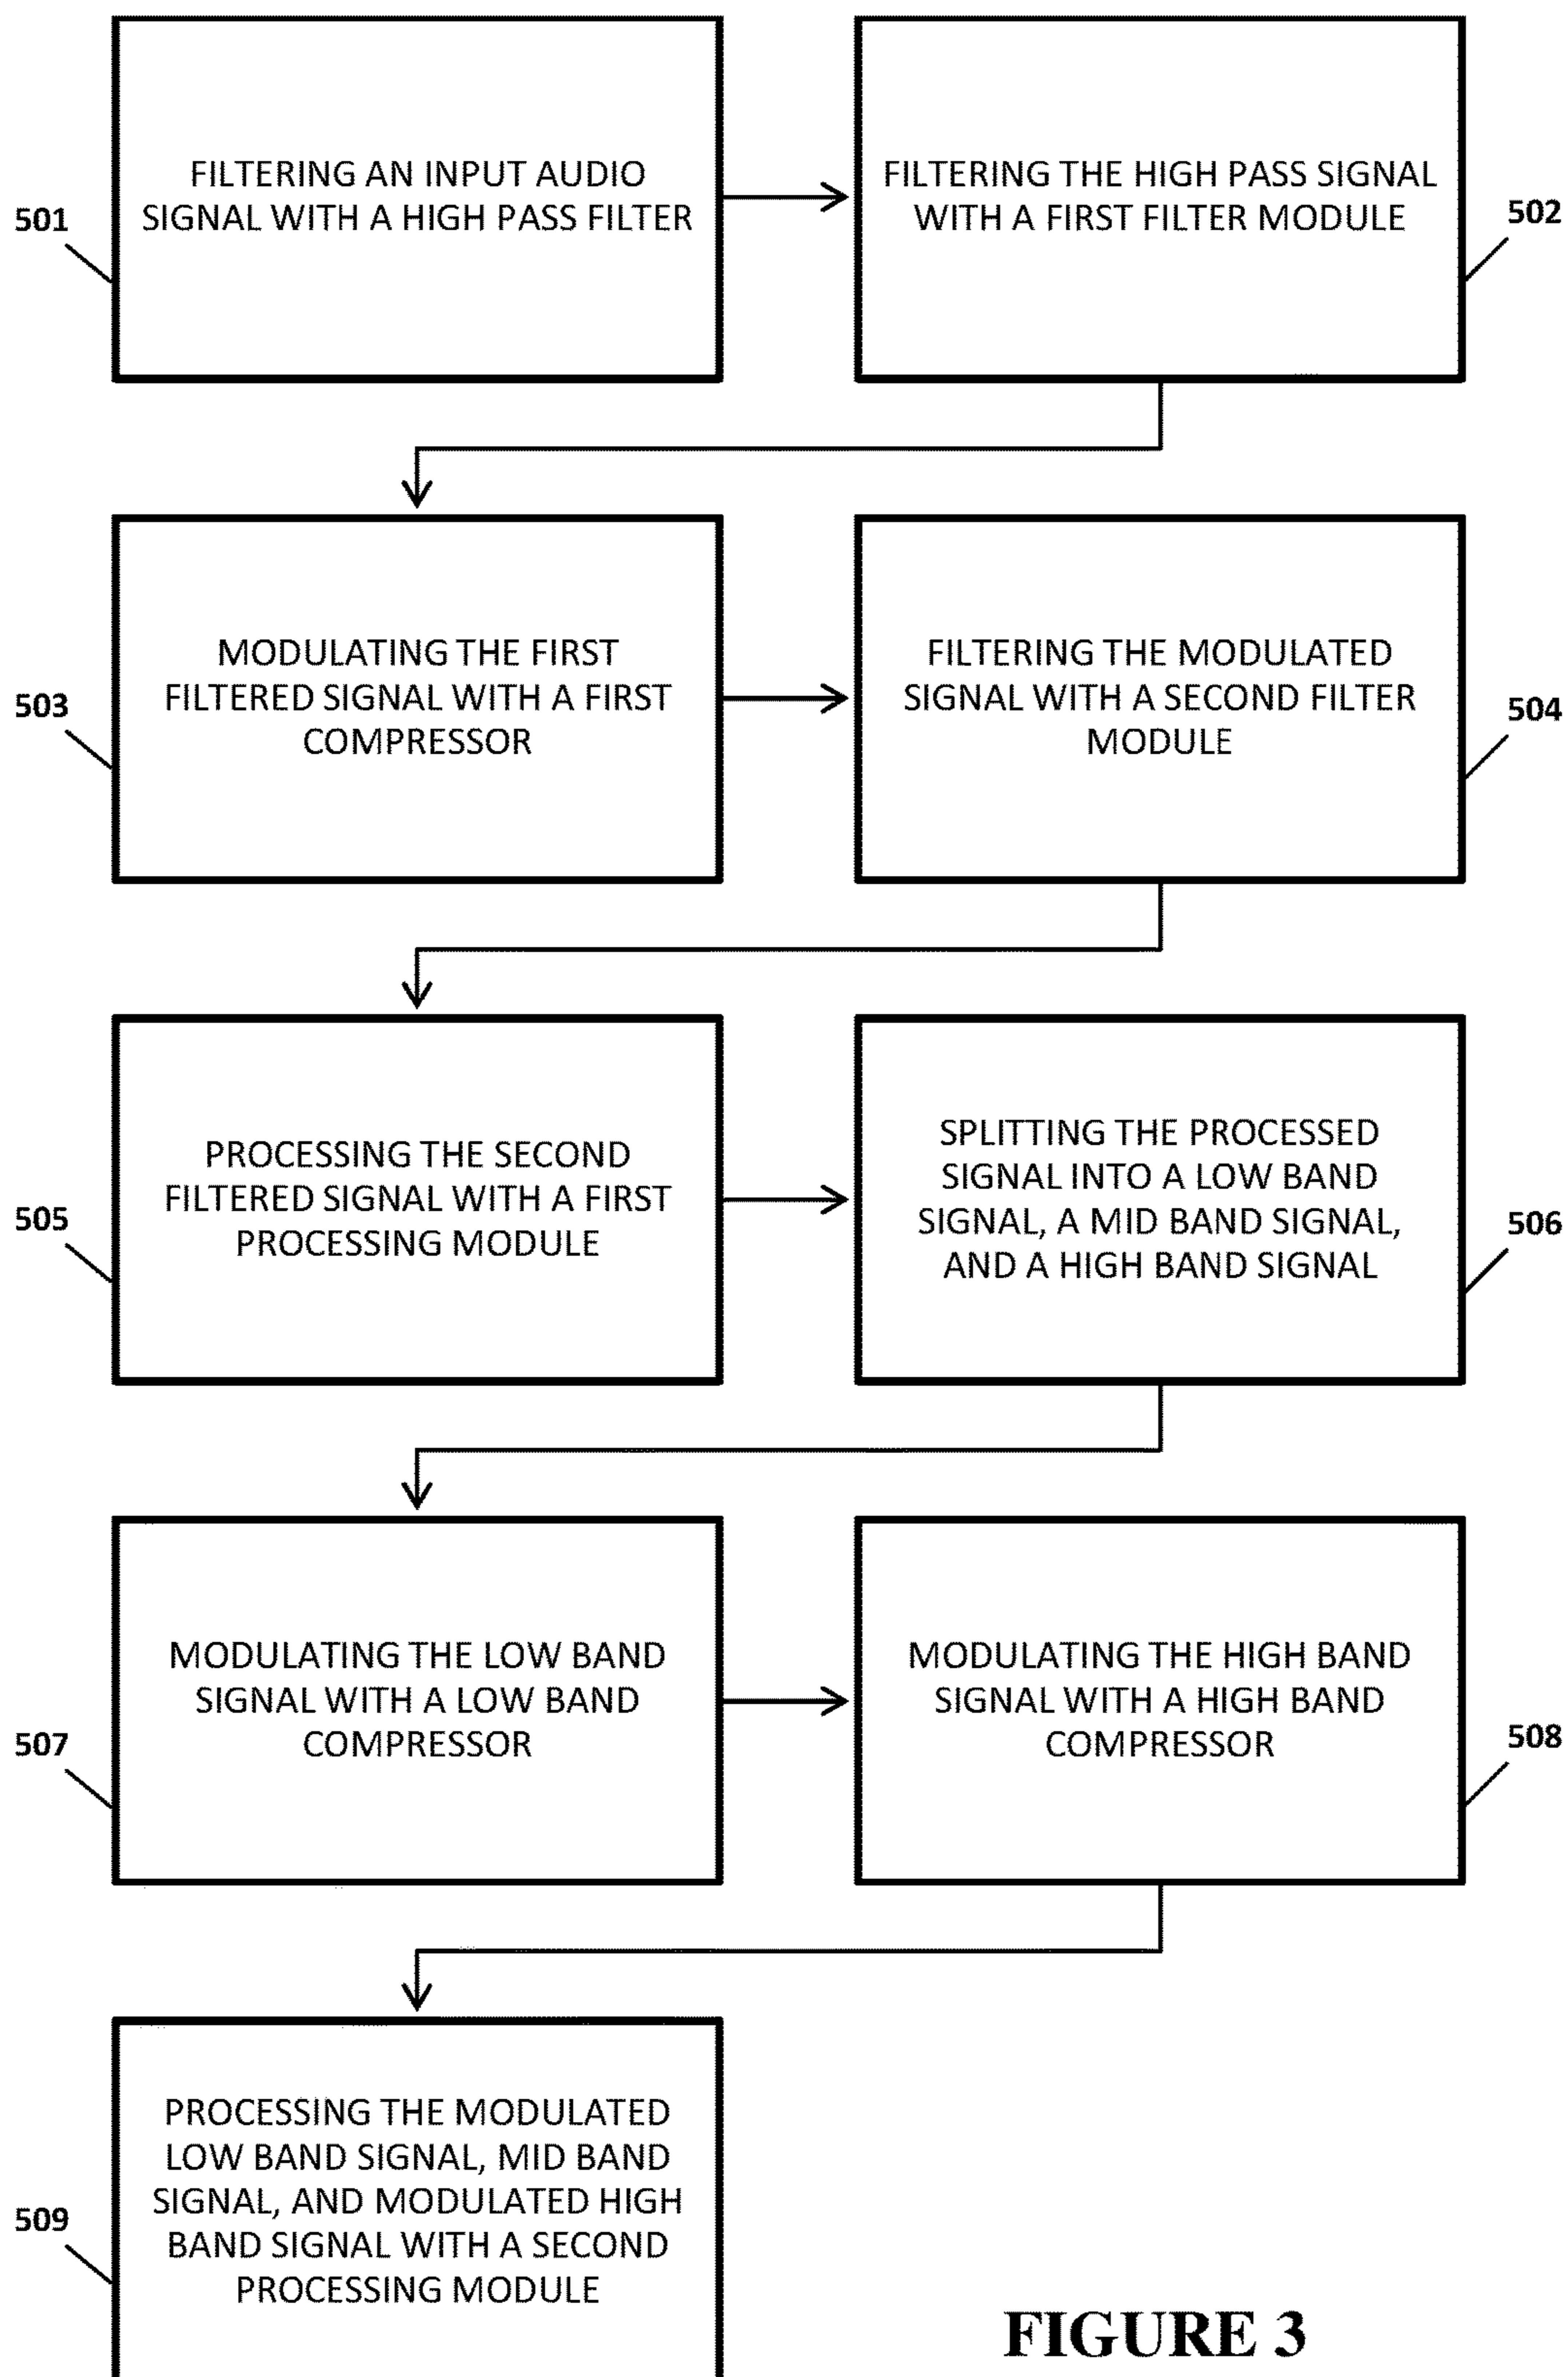 FILTERING AN INPUT AUDIO
SIGNAL WITH A HIGH PASS FILTER
501
FILTERING THE HIGH PASS SIGNAL
WITH A FIRST FILTER MODULE
502
MODULATING THE FIRST
FILTERED SIGNAL WITH A FIRST
COMPRESSOR
503
FILTERING THE MODULATED
SIGNAL WITH A SECOND FILTER
MODULE
504
PROCESSING THE SECOND
FILTERED SIGNAL WITH A FIRST
PROCESSING MODULE
505
SPLITTING THE PROCESSED
SIGNAL INTO A LOW BAND
SIGNAL, A MID BAND SIGNAL,
AND A HIGH BAND SIGNAL
506
MODULATING THE LOW BAND
SIGNAL WITH A LOW BAND
COMPRESSOR
507
MODULATING THE HIGH BAND
SIGNAL WITH A HIGH BAND
COMPRESSOR
508
PROCESSING THE MODULATED
LOW BAND SIGNAL, MID BAND
SIGNAL, AND MODULATED HIGH
BAND SIGNAL WITH A SECOND
PROCESSING MODULE
509
FIGURE 3